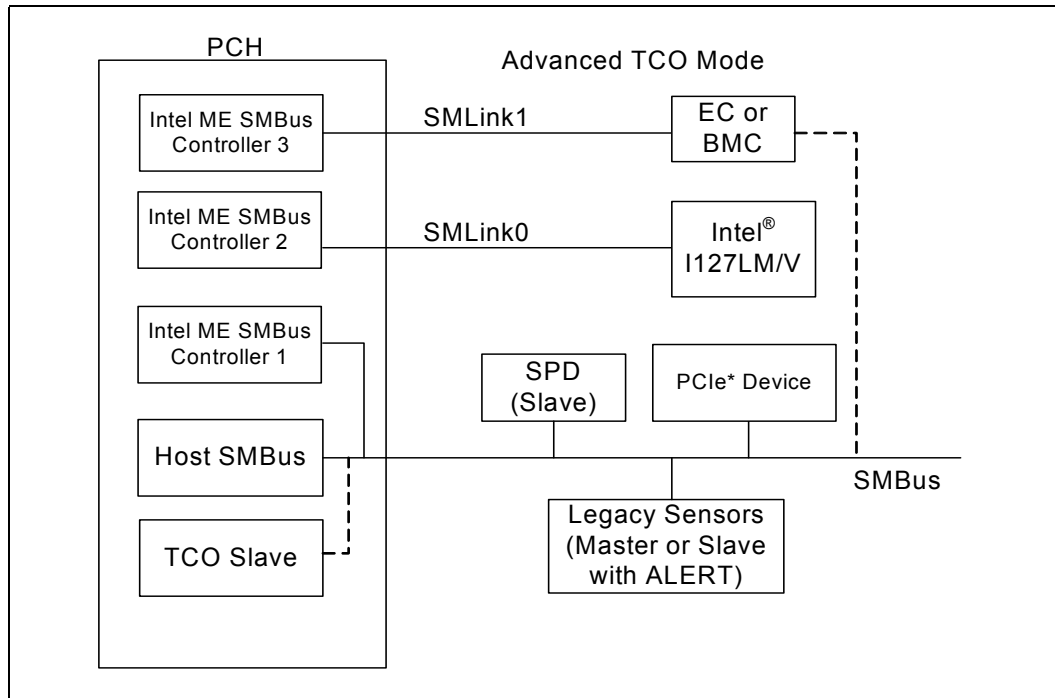 PCH
Advanced TCO Mode
Intel ME SMBus
Controller 3
SMLink1
EC or
BMC
Intel ME SMBus
Controller 2
SMLink0
Intel®
I127LM/V
Intel ME SMBus
Controller 1
SPD
(Slave)
PCIe* Device
Host SMBus
SMBus
TCO Slave
Legacy Sensors
(Master or Slave
with ALERT)